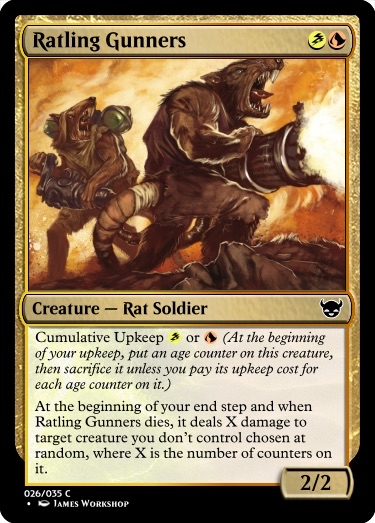 Ratling Gunners
Creature — Rat Soldier
Cumulative Upkeep or (At the beginning
of your upkeep, put an age counter on this creature,
then sacrifice it unless you pay its upkeep cost for
each age counter on it.)
At the beginning of your end step and when
Ratling Gunners dies, it deals X damage to
target creature you don't control chosen at
random, where X is the number of counters on
it.
2/2
026/035 C
• James Workshop